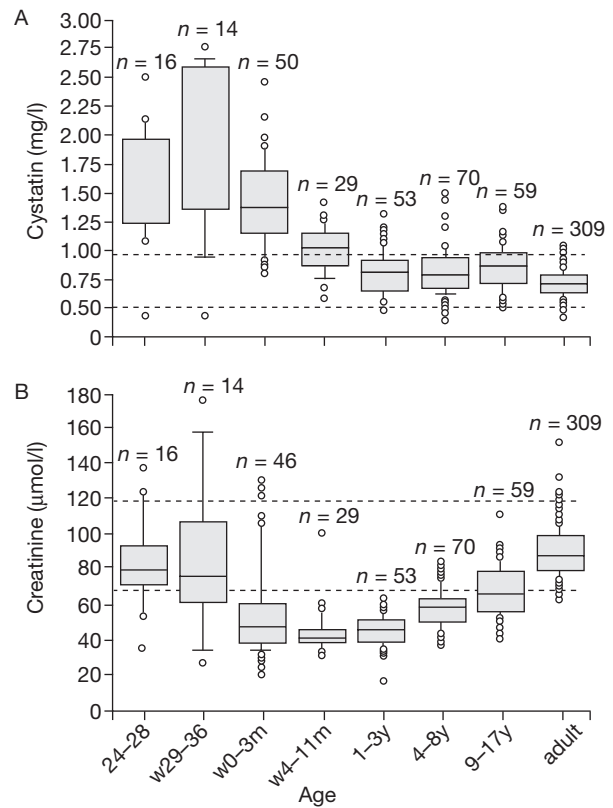 A
Cystatin (mg/l)
3.00
2.75
2.50
2.25
2.00
1.75
1.50
1.25
1.00
0.75
0.50
0
n = 16
n = 14
n = 50
n = 29
n = 53
n = 70
n = 59
n = 309
B
Creatinine (μmol/l)
180
160
140
120
100
80
60
40
20
0
n = 16
n = 14
n = 46
n = 29
n = 53
n = 70
n = 59
n = 309
24–28
w29–36
w0–3m
w4–11m
1–3y
4–8y
9–17y
adult
Age